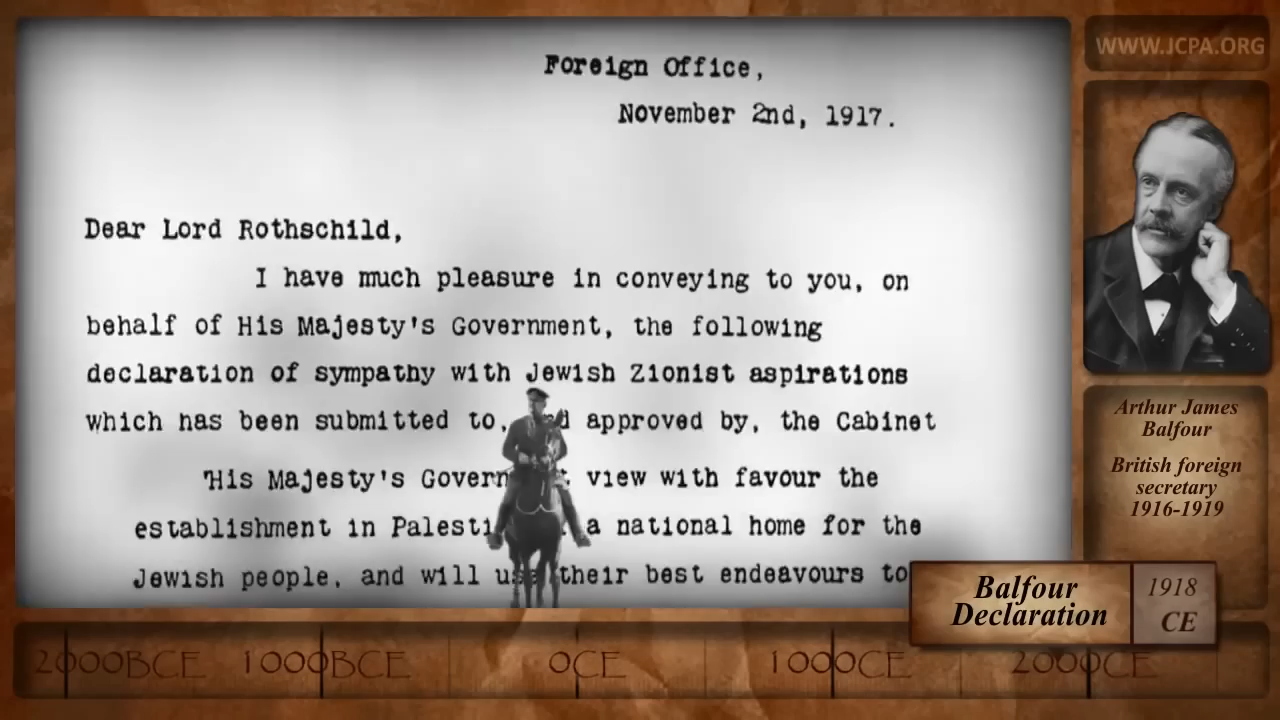 WWW.JCPA.ORG
Foreign Office,
November 2nd, 1917.
Dear Lord Rothschild,
I have much pleasure in conveying to you, on
behalf of His Majesty's Government, the following
declaration of sympathy with Jewish Zionist aspirations
which has been submitted to, approved by, the Cabinet
"His Majesty's view with favour the
establishment in a national home for the
Jewish people, and will their best endeavours to
Arthur James
Balfour
British foreign
secretary
1916-1919
Balfour
Declaration
1918
CE
2000BCE 1000BCE 0CE 1000CE 2000CE